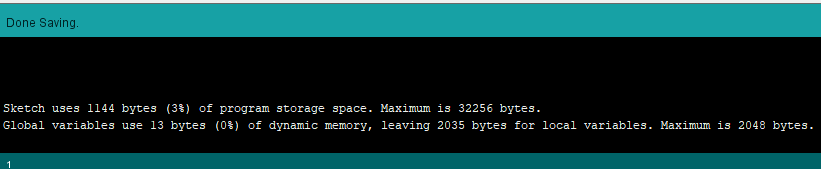 Done Saving.
Sketch uses 1144 bytes (3%) of program storage space. Maximum is 32256 bytes.
Global variables use 13 bytes (0%) of dynamic memory, leaving 2035 bytes for local variables. Maximum is 2048 bytes.
1